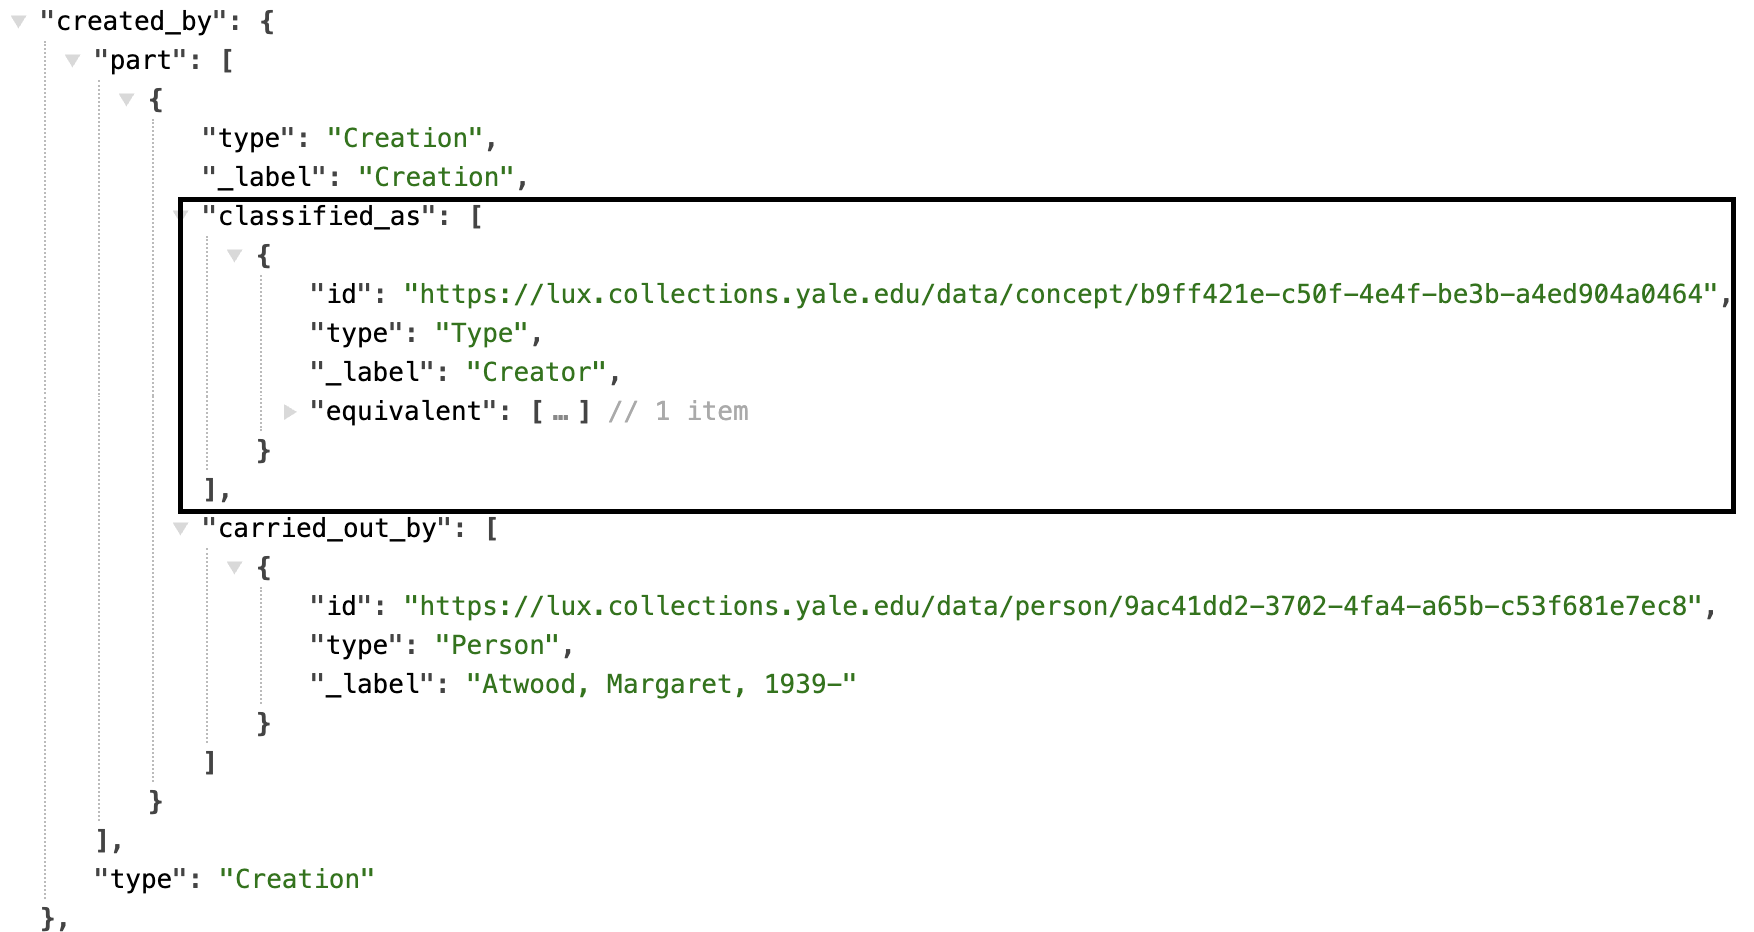 "created_by": {
"part": [
{
"type": "Creation",
"_label": "Creation",
"classified_as": [
{
"id": "https://lux.collections.yale.edu/data/concept/b9ff421e-c50f-4e4f-be3b-a4ed904a0464",
"type": "Type",
"_label": "Creator",
"equivalent": [ … ] // 1 item
}
],
"carried_out_by": [
{
"id": "https://lux.collections.yale.edu/data/person/9ac41dd2-3702-4fa4-a65b-c53f681e7ec8",
"type": "Person",
"_label": "Atwood, Margaret, 1939-"
}
]
}
],
"type": "Creation"
},